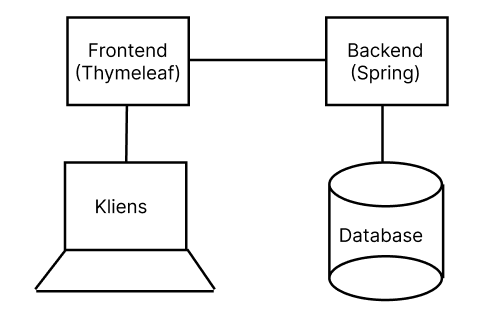 Frontend
(Thymeleaf)
Backend
(Spring)
Kliens
Database